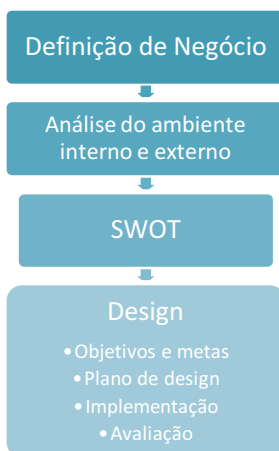 Definição de Negócio
Análise do ambiente
interno e externo
SWOT
Design
•Objetivos e metas
•Plano de design
•Implementação
•Avaliação